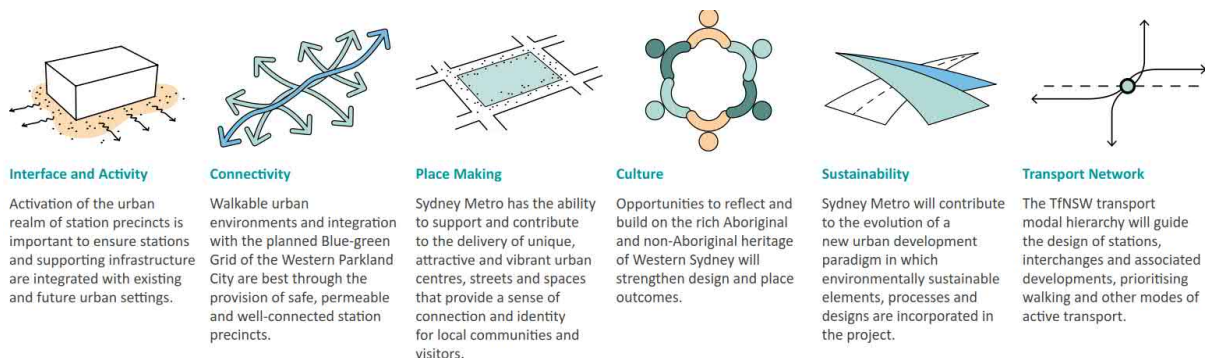 Interface and Activity
Activation of the urban
realm of station precincts is
important to ensure stations
and supporting infrastructure
are integrated with existing
and future urban settings.
Connectivity
Walkable urban
environments and integration
with the planned Blue-green
Grid of the Western Parkland
City are best through the
provision of safe, permeable
and well-connected station
precincts.
Place Making
Sydney Metro has the ability
to support and contribute
to the delivery of unique,
attractive and vibrant urban
centres, streets and spaces
that provide a sense of
connection and identity
for local communities and
visitors.
Culture
Opportunities to reflect and
build on the rich Aboriginal
and non-Aboriginal heritage
of Western Sydney will
strengthen design and place
outcomes.
Sustainability
Sydney Metro will contribute
to the evolution of a
new urban development
paradigm in which
environmentally sustainable
elements, processes and
designs are incorporated in
the project.
Transport Network
The TfNSW transport
modal hierarchy will guide
the design of stations,
interchanges and associated
developments, prioritising
walking and other modes of
active transport.